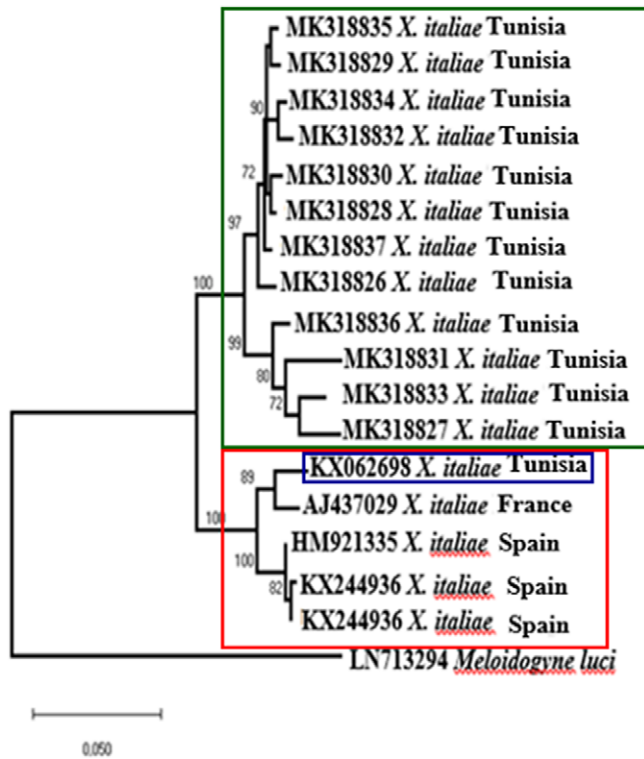 MK318835 X. italiae Tunisia
MK318829 X. italiae Tunisia
90
MK318834 X. italiae Tunisia
MK318832 X. italiae Tunisia
72
MK318830 X. italiae Tunisia
MK318828 X. italiae Tunisia
97
MK318837 X. italiae Tunisia
MK318826 X. italiae Tunisia
100
MK318836 X. italiae Tunisia
99
MK318831 X. italiae Tunisia
80
MK318833 X. italiae Tunisia
72
MK318827 X. italiae Tunisia
KX062698 X. italiae Tunisia
89
AJ437029 X. italiae France
100
HM921335 X. italiae Spain
100
KX244936 X. italiae Spain
82
KX244936 X. italiae Spain
LN713294 Meloidogyne luci
0.050